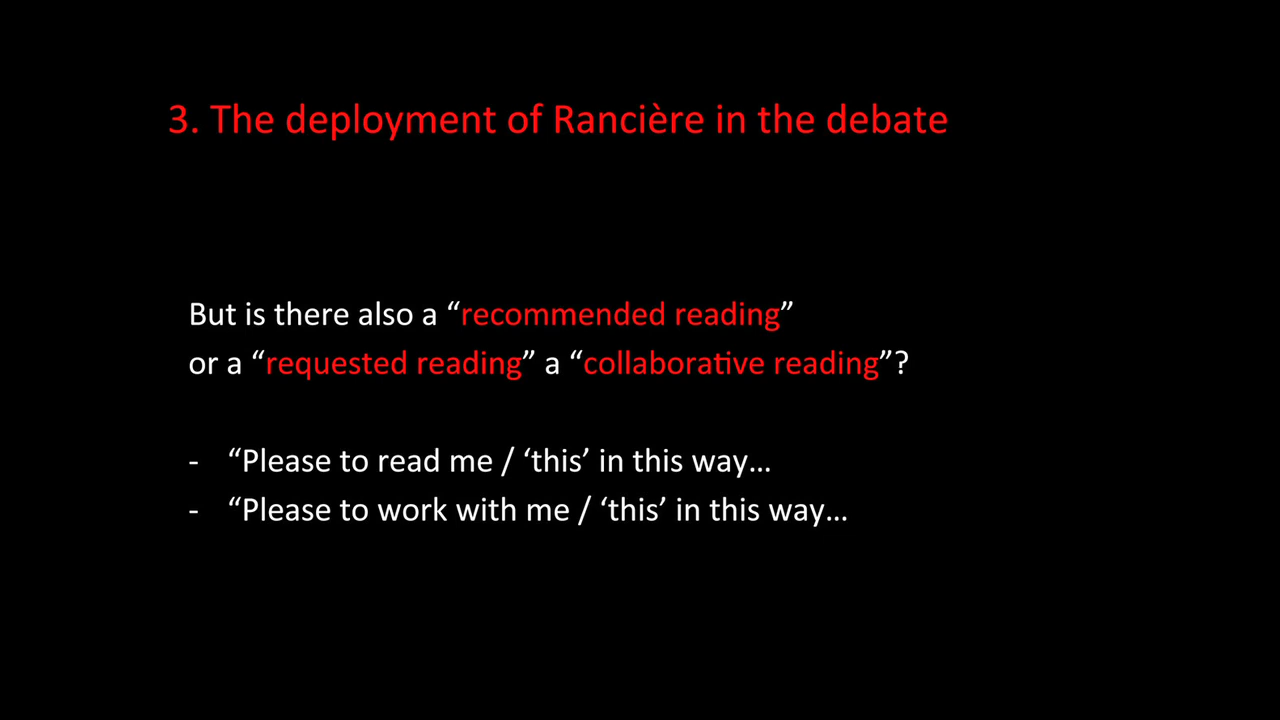 3. The deployment of Rancière in the debate
But is there also a “recommended reading”
or a “requested reading” a “collaborative reading”?
- “Please to read me / ‘this’ in this way…
- “Please to work with me / ‘this’ in this way…